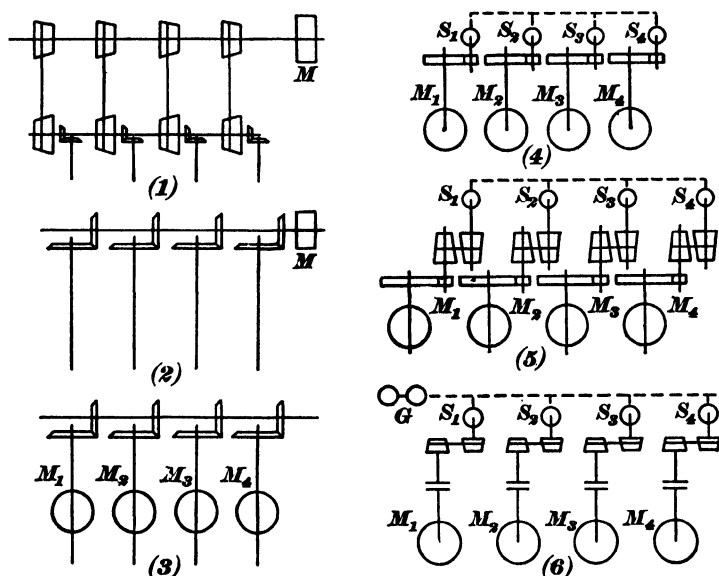 M
(1)
M
(2)
M1 M2 M3 M4
(3)
S1 S2 S3 S4
M1 M2 M3 M4
(4)
S1 S2 S3 S4
M1 M2 M3 M4
(5)
G S1 S2 S3 S4
M1 M2 M3 M4
(6)